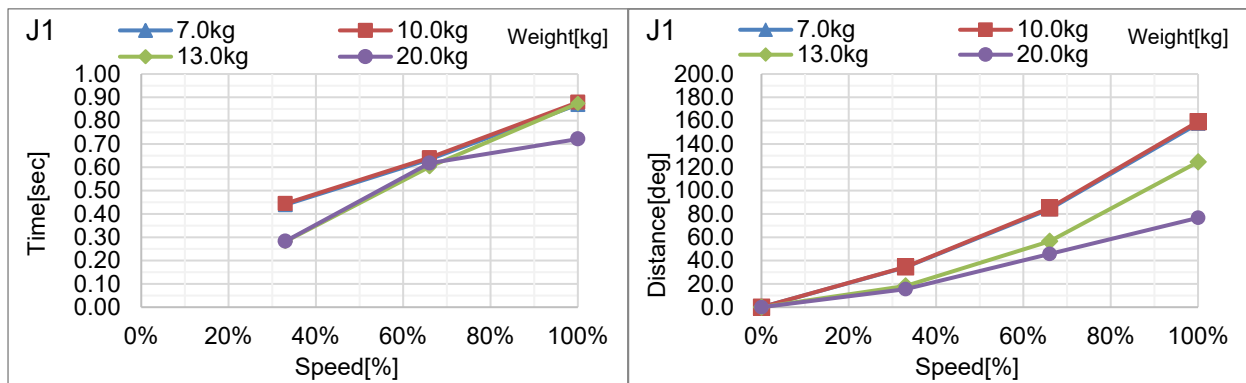 J1
7.0kg 10.0kg Weight[kg]
13.0kg 20.0kg
Time[sec]
1.00
0.90
0.80
0.70
0.60
0.50
0.40
0.30
0.20
0.10
0.00
0% 20% 40% 60% 80% 100%
Speed[%]
J1
7.0kg 10.0kg Weight[kg]
13.0kg 20.0kg
Distance[deg]
200.0
180.0
160.0
140.0
120.0
100.0
80.0
60.0
40.0
20.0
0.0
0% 20% 40% 60% 80% 100%
Speed[%]